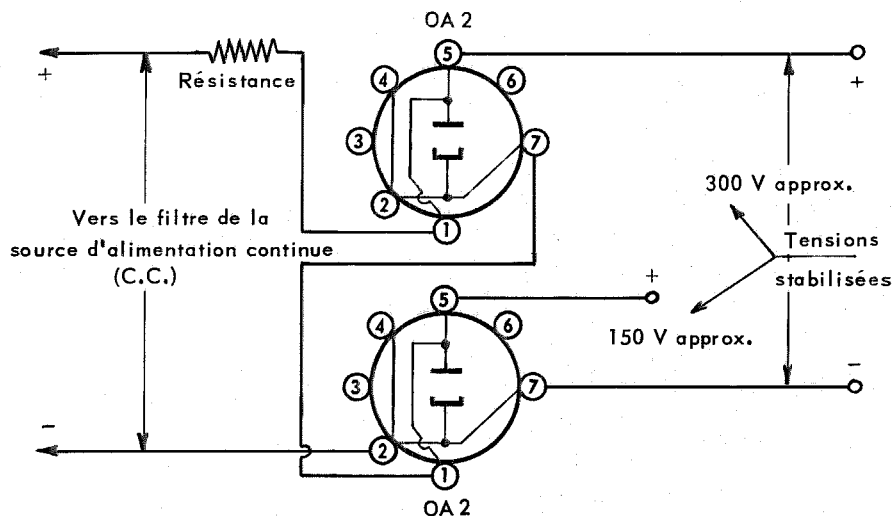 OA 2
+
Résistance
5
4
6
3
7
2
1
+
Vers le filtre de la
source d'alimentation continue
(C.C.)
300 V approx.
Tensions
stabilisées
150 V approx.
+
5
4
6
3
7
2
1
−
−
OA 2